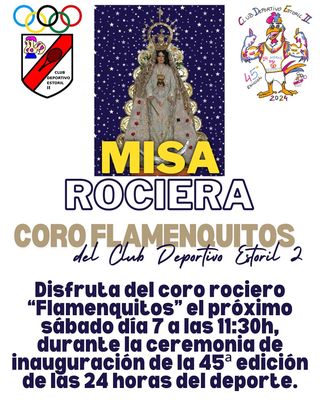 CLUB
DEPORTIVO
ESTORIL
II
CLUB DEPORTIVO ESTORIL II
45ª
2024
MISA
ROCIERA
CORO FLAMENQUITOS
del Club Deportivo Estoril 2
Disfruta del coro rociero
“Flamenquitos” el próximo
sábado día 7 a las 11:30h,
durante la ceremonia de
inauguración de la 45ª edición
de las 24 horas del deporte.